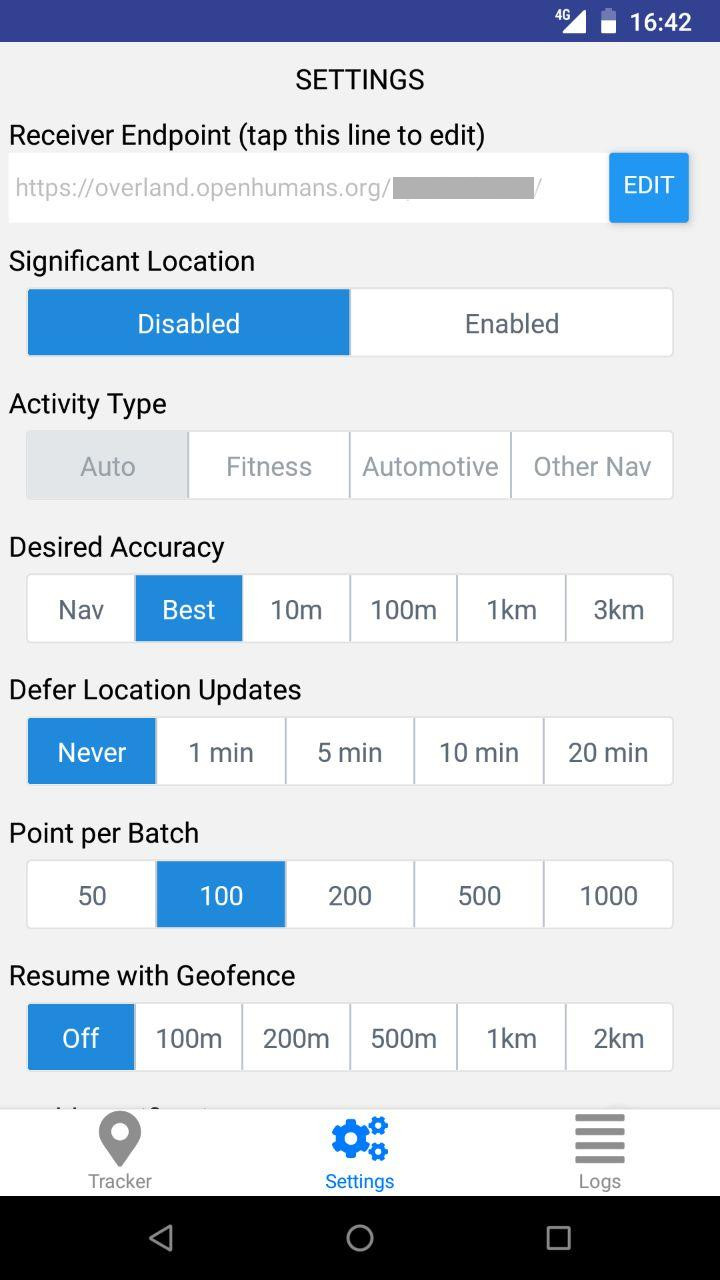 4G 16:42
SETTINGS
Receiver Endpoint (tap this line to edit)
https://overland.openhumans.org/ /
EDIT
Significant Location
Disabled Enabled
Activity Type
Auto Fitness Automotive Other Nav
Desired Accuracy
Nav Best 10m 100m 1km 3km
Defer Location Updates
Never 1 min 5 min 10 min 20 min
Point per Batch
50 100 200 500 1000
Resume with Geofence
Off 100m 200m 500m 1km 2km
Tracker Settings Logs